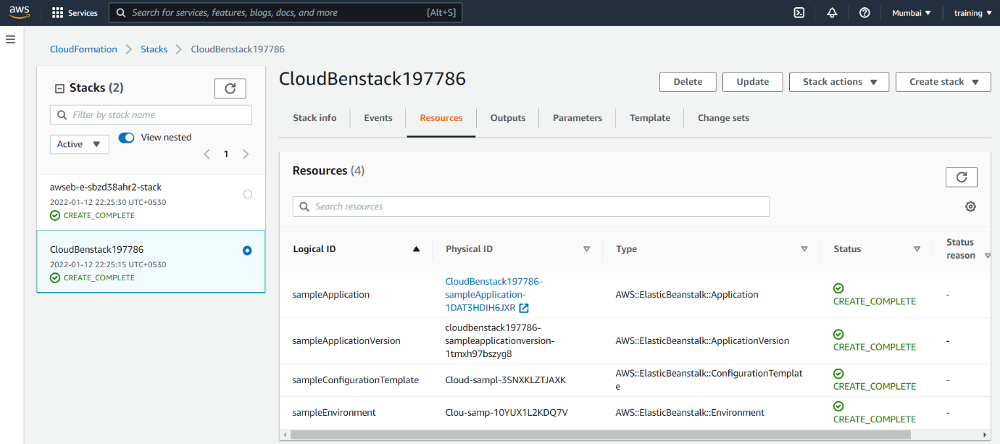 aws
Services
Search for services, features, blogs, docs, and more
[Alt+S]
Mumbai
training
CloudFormation
Stacks
CloudBenstack197786
Stacks (2)
Filter by stack name
Active
View nested
1
awseb-e-sbzd38ahr2-stack
2022-01-12 22:25:30 UTC+0530
CREATE_COMPLETE
CloudBenstack197786
2022-01-12 22:25:15 UTC+0530
CREATE_COMPLETE
CloudBenstack197786
Delete
Update
Stack actions
Create stack
Stack info
Events
Resources
Outputs
Parameters
Template
Change sets
Resources (4)
Search resources
Logical ID
Physical ID
Type
Status
Status
reason
sampleApplication
CloudBenstack197786-
sampleApplication-
1DAT3HDIH6JXR
AWS::ElasticBeanstalk::Application
CREATE_COMPLETE
-
sampleApplicationVersion
cloudbenstack197786-
sampleapplicationversion-
1tmxh97bszyg8
AWS::ElasticBeanstalk::ApplicationVersion
CREATE_COMPLETE
-
sampleConfigurationTemplate
Cloud-sampl-3SNXKLZTJAXK
AWS::ElasticBeanstalk::ConfigurationTemplat
e
CREATE_COMPLETE
-
sampleEnvironment
Clou-samp-10YUX1L2KDQ7V
AWS::ElasticBeanstalk::Environment
CREATE_COMPLETE
-